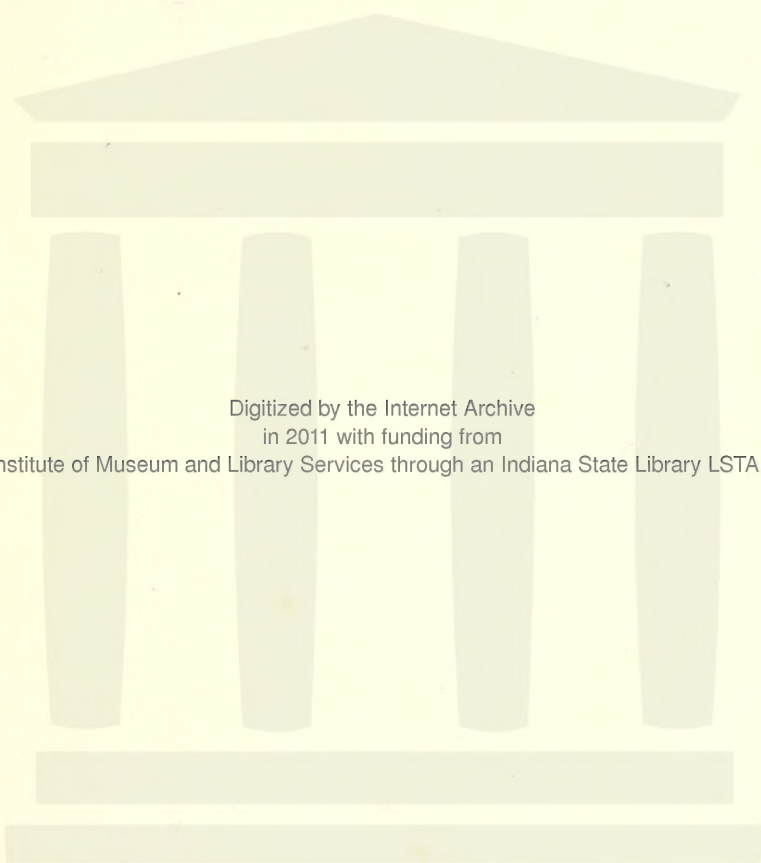 Digitized by the Internet Archive
in 2011 with funding from
nstitute of Museum and Library Services through an Indiana State Library LSTA